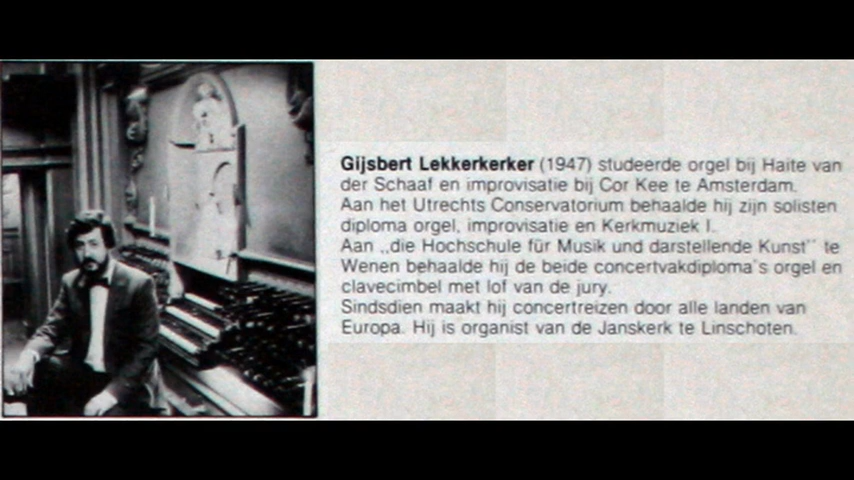 Gijsbert Lekkerkerker (1947) studeerde orgel bij Haite van
der Schaaf en improvisatie bij Cor Kee te Amsterdam.
Aan het Utrechts Conservatorium behaalde hij zijn solisten
diploma orgel, improvisatie en Kerkmuziek I.
Aan „die Hochschule für Musik und darstellende Kunst'' te
Wenen behaalde hij de beide concertvakdiploma's orgel en
clavecimbel met lof van de jury.
Sindsdien maakt hij concertreizen door alle landen van
Europa. Hij is organist van de Janskerk te Linschoten.